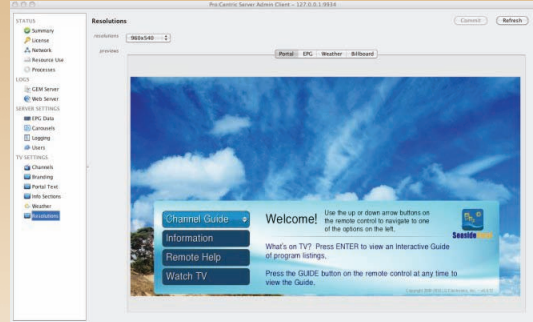 Pro:Centric Server Admin Client - 127.0.0.1:9934
STATUS
Summary
License
Network
Resource Use
Processes
LOGS
GEM Server
Web Server
SERVER SETTINGS
EPG Data
Carousels
Logging
Users
TV SETTINGS
Channels
Branding
Portal Text
Info Sections
Weather
Resolutions
Resolutions
Commit
Refresh
resolutions
960x540
previews
Portal
EPG
Weather
Billboard
Channel Guide
Information
Remote Help
Watch TV
Welcome!
Use the up or down arrow buttons on
the remote control to navigate to one
of the options on the left.
What's on TV? Press ENTER to view an Interactive Guide
of program listings.
Press the GUIDE button on the remote control at any time to
view the Guide.
Seaside